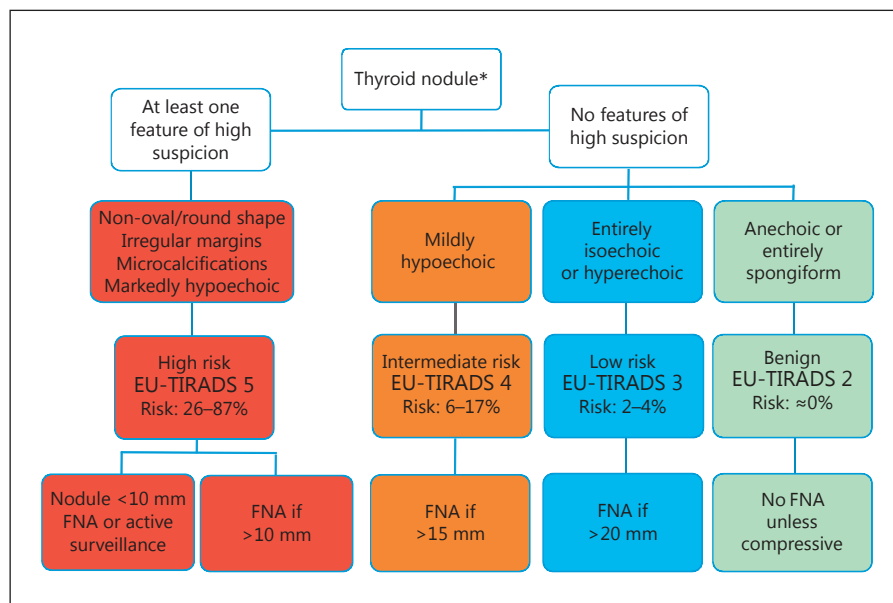 Thyroid nodule*
At least one
feature of high
suspicion
No features of
high suspicion
Non-oval/round shape
Irregular margins
Microcalcifications
Markedly hypoechoic
Mildly
hypoechoic
Entirely
isoechoic
or hyperechoic
Anechoic or
entirely
spongiform
High risk
EU-TIRADS 5
Risk: 26–87%
Intermediate risk
EU-TIRADS 4
Risk: 6–17%
Low risk
EU-TIRADS 3
Risk: 2–4%
Benign
EU-TIRADS 2
Risk: ≈0%
Nodule <10 mm
FNA or active
surveillance
FNA if
>10 mm
FNA if
>15 mm
FNA if
>20 mm
No FNA
unless
compressive